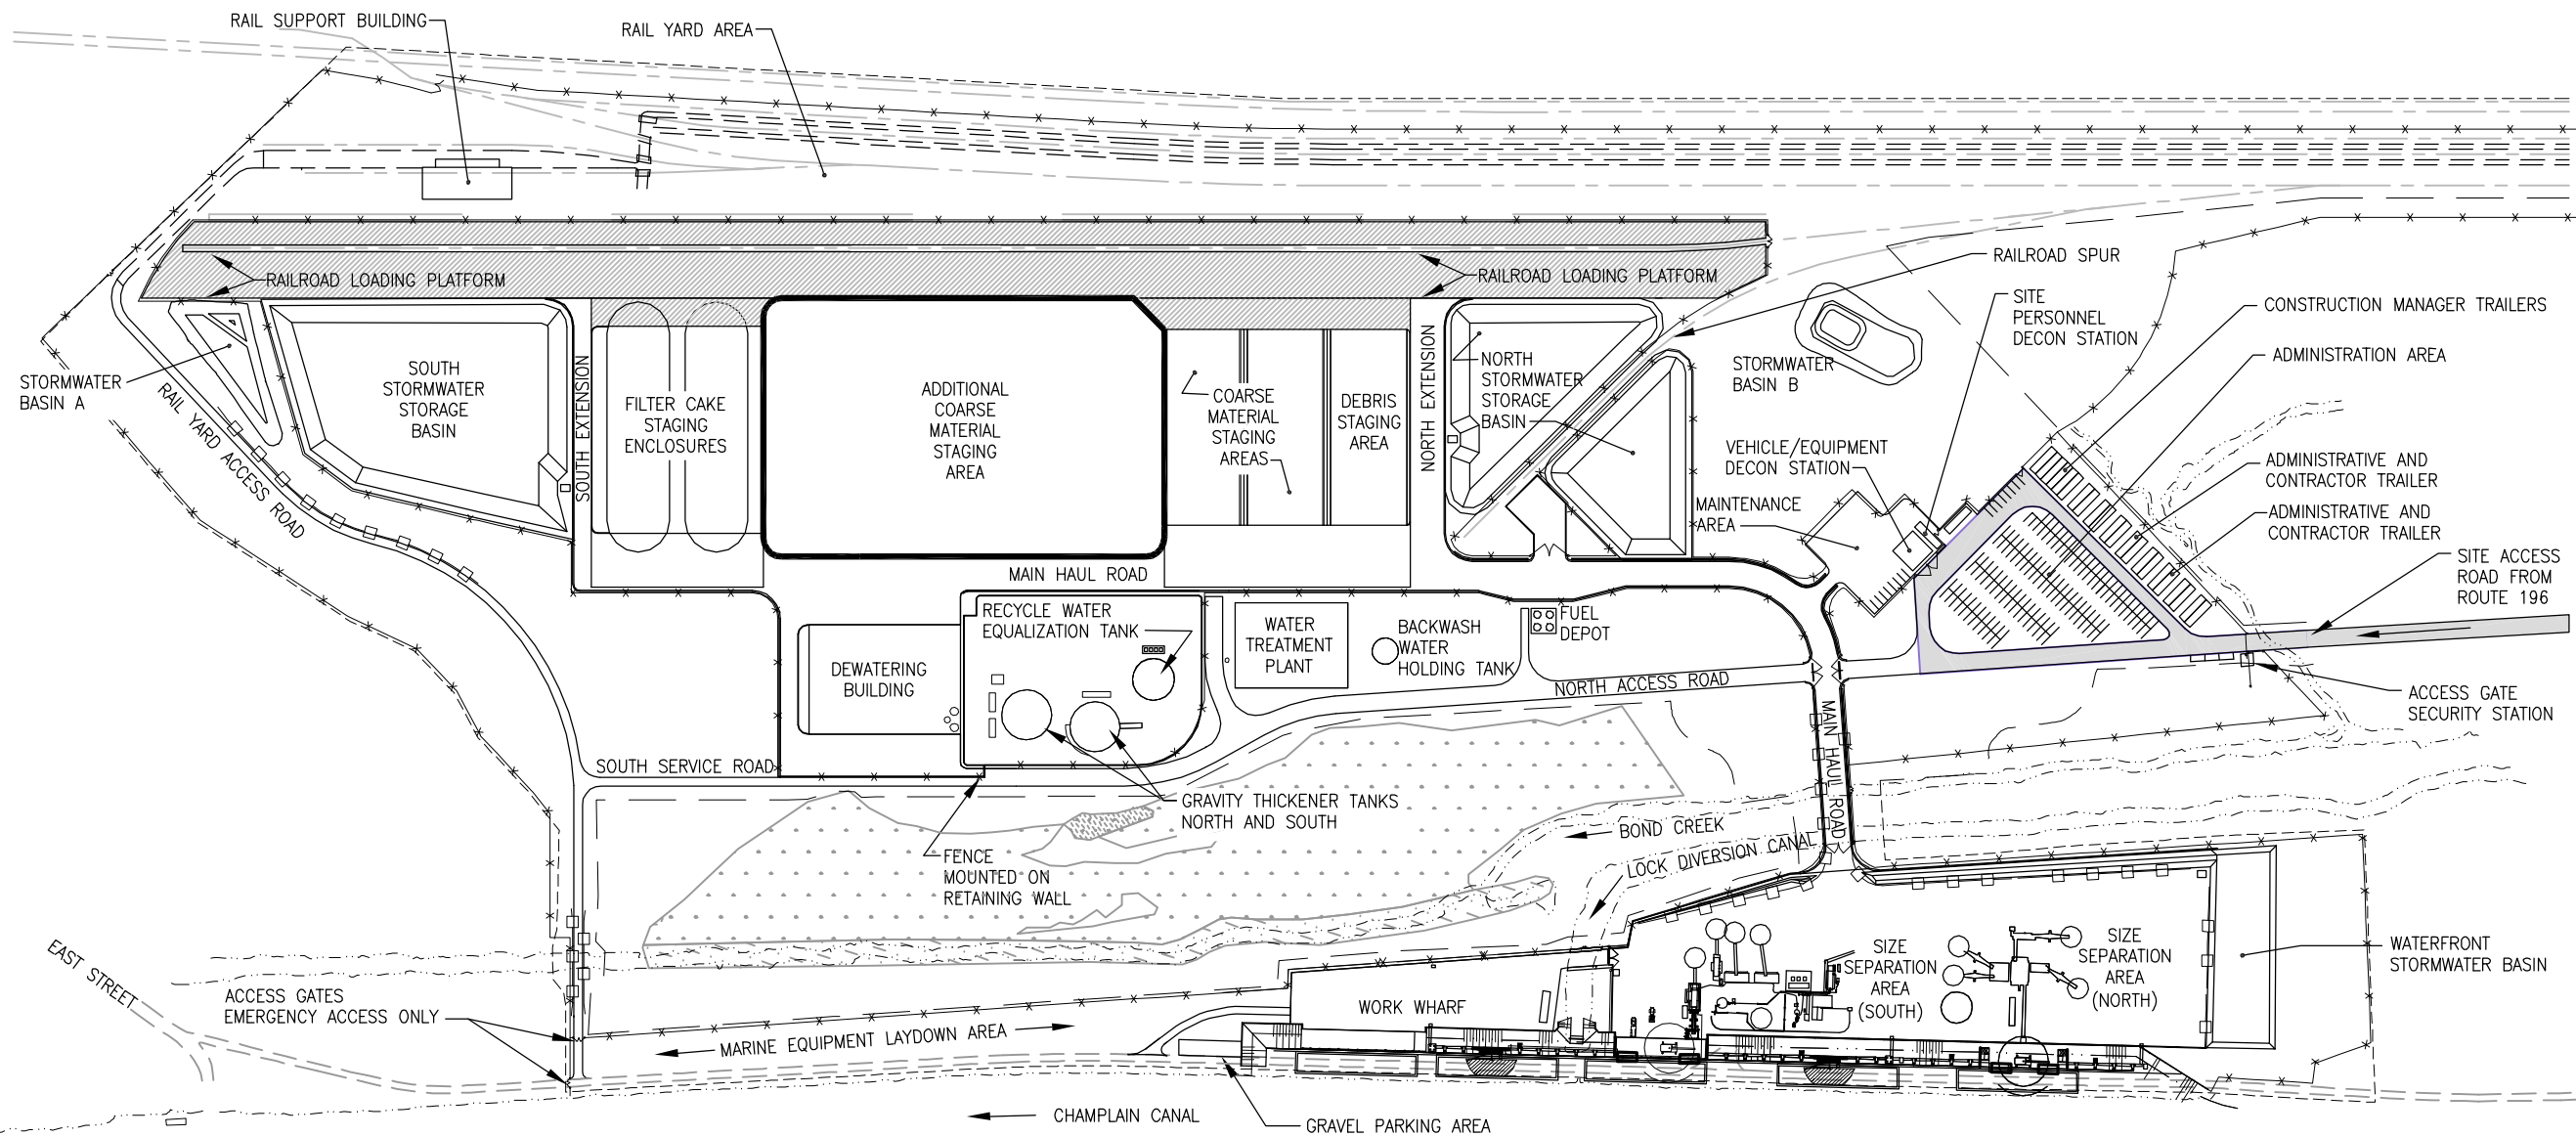 RAIL SUPPORT BUILDING
RAIL YARD AREA
RAILROAD LOADING PLATFORM
RAILROAD LOADING PLATFORM
RAILROAD SPUR
SITE
PERSONNEL
DECON STATION
CONSTRUCTION MANAGER TRAILERS
ADMINISTRATION AREA
STORMWATER
BASIN A
RAIL YARD ACCESS ROAD
SOUTH
STORMWATER
STORAGE
BASIN
SOUTH EXTENSION
FILTER CAKE
STAGING
ENCLOSURES
ADDITIONAL
COARSE
MATERIAL
STAGING
AREA
COARSE
MATERIAL
STAGING
AREAS
DEBRIS
STAGING
AREA
NORTH EXTENSION
NORTH
STORMWATER
STORAGE
BASIN
STORMWATER
BASIN B
VEHICLE/EQUIPMENT
DECON STATION
MAINTENANCE
AREA
ADMINISTRATIVE AND
CONTRACTOR TRAILER
ADMINISTRATIVE AND
CONTRACTOR TRAILER
SITE ACCESS
ROAD FROM
ROUTE 196
MAIN HAUL ROAD
RECYCLE WATER
EQUALIZATION TANK
WATER
TREATMENT
PLANT
BACKWASH
WATER
HOLDING TANK
FUEL
DEPOT
DEWATERING
BUILDING
NORTH ACCESS ROAD
MAIN HAUL ROAD
ACCESS GATE
SECURITY STATION
SOUTH SERVICE ROAD
GRAVITY THICKENER TANKS
NORTH AND SOUTH
BOND CREEK
LOCK DIVERSION CANAL
FENCE
MOUNTED ON
RETAINING WALL
EAST STREET
ACCESS GATES
EMERGENCY ACCESS ONLY
MARINE EQUIPMENT LAYDOWN AREA
WORK WHARF
SIZE
SEPARATION
AREA
(SOUTH)
SIZE
SEPARATION
AREA
(NORTH)
WATERFRONT
STORMWATER BASIN
CHAMPLAIN CANAL
GRAVEL PARKING AREA